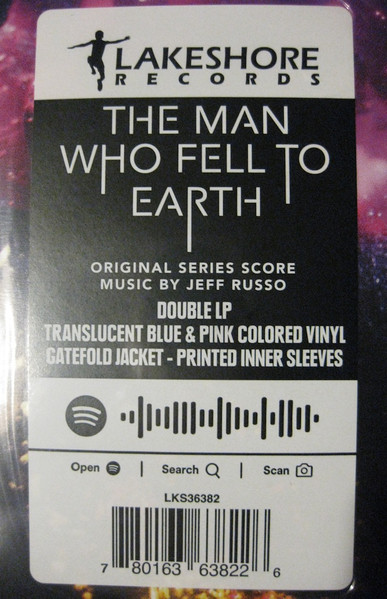 LAKESHORE
RECORDS
THE MAN
WHO FELL TO
EARTH
ORIGINAL SERIES SCORE
MUSIC BY JEFF RUSSO
DOUBLE LP
TRANSLUCENT BLUE & PINK COLORED VINYL
GATEFOLD JACKET - PRINTED INNER SLEEVES
Open | Search | Scan
LKS36382
7 80163 63822 6